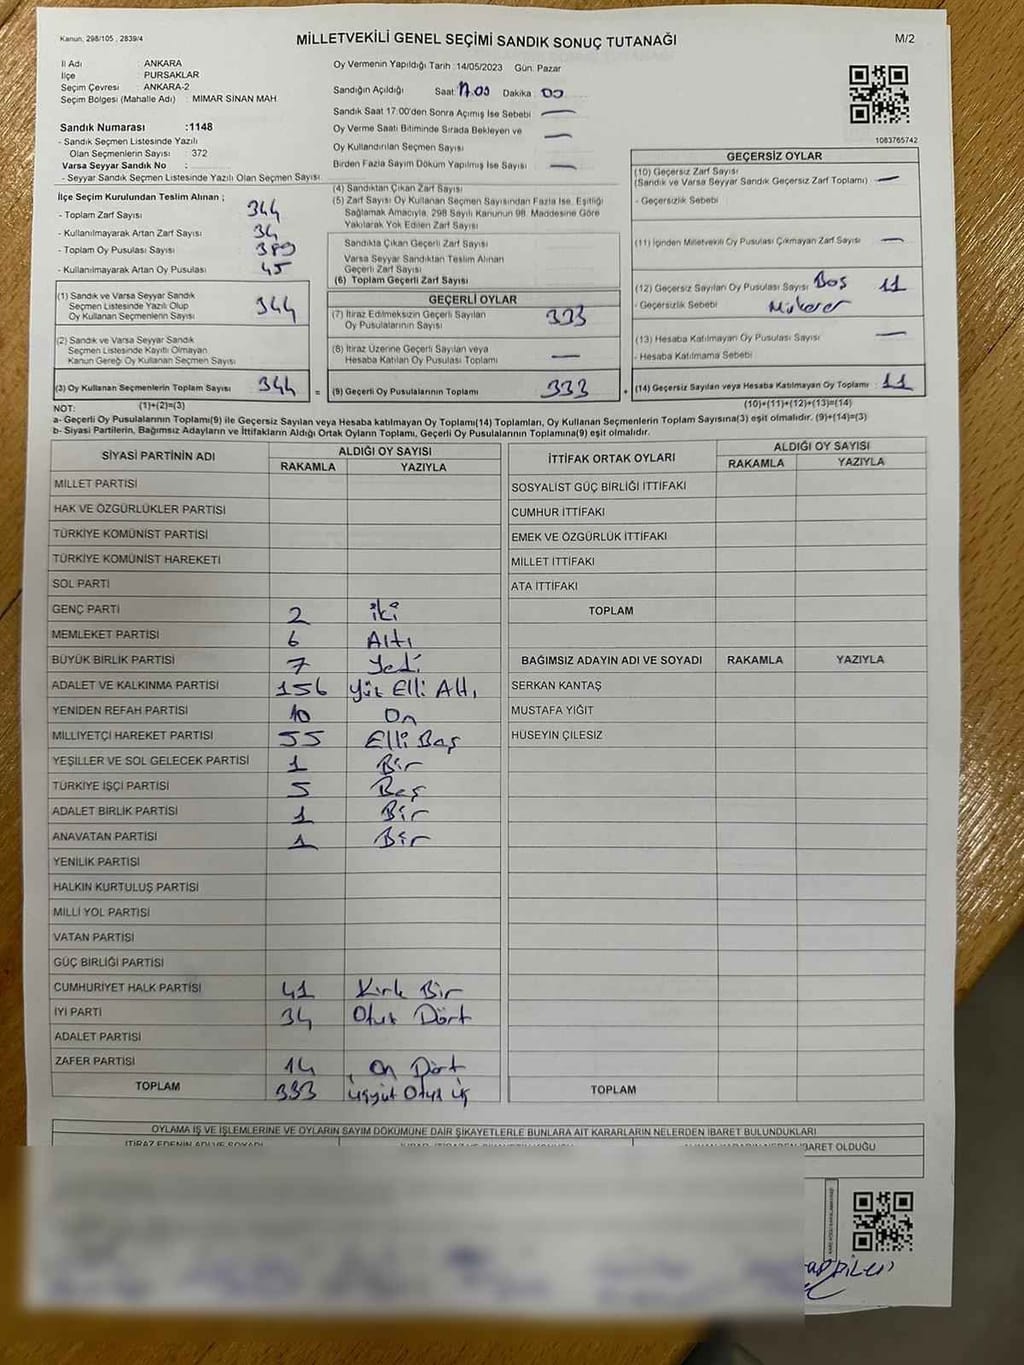 Kanun, 298/105 , 2839/4
MİLLETVEKİLİ GENEL SEÇİMİ SANDIK SONUÇ TUTANAĞI
M/2
İl Adı ANKARA
İlçe PURSAKLAR
Seçim Çevresi ANKARA-2
Seçim Bölgesi (Mahalle Adı) MİMAR SİNAN MAH
Oy Vermenin Yapıldığı Tarih :14/05/2023 Gün: Pazar
Sandığın Açıldığı Saat 17.00 Dakika 00
Sandık Saat 17.00'den Sonra Açımış İse Sebebi —
Oy Verme Saati Bitiminde Sırada Bekleyen ve
Oy Kullandırılan Seçmen Sayısı —
Birden Fazla Sayım Döküm Yapılmış İse Sayısı —
1083765742
Sandık Numarası :1148
- Sandık Seçmen Listesinde Yazılı
Olan Seçmenlerin Sayısı : 372
Varsa Seyyar Sandık No :
- Seyyar Sandık Seçmen Listesinde Yazılı Olan Seçmen Sayısı
İlçe Seçim Kurulundan Teslim Alınan ;
- Toplam Zarf Sayısı 344
- Kullanılmayarak Artan Zarf Sayısı 34
- Toplam Oy Pusulası Sayısı 389
- Kullanılmayarak Artan Oy Pusulası 45
(1) Sandık ve Varsa Seyyar Sandık
Seçmen Listesinde Yazılı Olup
Oy Kullanan Seçmenlerin Sayısı 344
(2) Sandık ve Varsa Seyyar Sandık
Seçmen Listesinde Kayıtlı Olmayan
Kanun Gereği Oy Kullanan Seçmen Sayısı
(3) Oy Kullanan Seçmenlerin Toplam Sayısı 344 =
(4) Sandıktan Çıkan Zarf Sayısı
(5) Zarf Sayısı Oy Kullanan Seçmen Sayısından Fazla İse, Eşitliği
Sağlamak Amacıyla, 298 Sayılı Kanunun 98. Maddesine Göre
Yakılarak Yok Edilen Zarf Sayısı
Sandıkta Çıkan Geçerli Zarf Sayısı
Varsa Seyyar Sandıktan Teslim Alınan
Geçerli Zarf Sayısı
(6) Toplam Geçerli Zarf Sayısı
GEÇERLİ OYLAR
(7) İtiraz Edilmeksizin Geçerli Sayılan
Oy Pusulalarının Sayısı 333
(8) İtiraz Üzerine Geçerli Sayılan veya
Hesaba Katılan Oy Pusulası Toplamı —
(9) Geçerli Oy Pusulalarının Toplamı 333 +
GEÇERSİZ OYLAR
(10) Geçersiz Zarf Sayısı
(Sandık ve Varsa Seyyar Sandık Geçersiz Zarf Toplamı) —
- Geçersizlik Sebebi
(11) İçinden Milletvekili Oy Pusulası Çıkmayan Zarf Sayısı —
(12) Geçersiz Sayılan Oy Pusulası Sayısı Boş 11
- Geçersizlik Sebebi Mükerer
(13) Hesaba Katılmayan Oy Pusulası Sayısı —
- Hesaba Katılmama Sebebi
(14) Geçersiz Sayılan veya Hesaba Katılmayan Oy Toplamı : 11
NOT: (1)+(2)=(3)
(10)+(11)+(12)+(13)=(14)
a- Geçerli Oy Pusulalarının Toplamı(9) ile Geçersiz Sayılan veya Hesaba katılmayan Oy Toplamı(14) Toplamları, Oy Kullanan Seçmenlerin Toplam Sayısına(3) eşit olmalıdır. (9)+(14)=(3)
b- Siyasi Partilerin, Bağımsız Adayların ve İttifakların Aldığı Ortak Oyların Toplamı, Geçerli Oy Pusulalarının Toplamına(9) eşit olmalıdır.
SİYASİ PARTİNİN ADI ALDIĞI OY SAYISI
RAKAMLA YAZIYLA
MİLLET PARTİSİ
HAK VE ÖZGÜRLÜKLER PARTİSİ
TÜRKİYE KOMÜNİST PARTİSİ
TÜRKİYE KOMÜNİST HAREKETİ
SOL PARTİ
GENÇ PARTİ 2 iki
MEMLEKET PARTİSİ 6 Altı
BÜYÜK BİRLİK PARTİSİ 7 Yedi
ADALET VE KALKINMA PARTİSİ 156 Yüz Elli Altı
YENİDEN REFAH PARTİSİ 10 On
MİLLİYETÇİ HAREKET PARTİSİ 55 Elli Beş
YEŞİLLER VE SOL GELECEK PARTİSİ 1 Bir
TÜRKİYE İŞÇİ PARTİSİ 5 Beş
ADALET BİRLİK PARTİSİ 1 Bir
ANAVATAN PARTİSİ 1 Bir
YENİLİK PARTİSİ
HALKIN KURTULUŞ PARTİSİ
MİLLİ YOL PARTİSİ
VATAN PARTİSİ
GÜÇ BİRLİĞİ PARTİSİ
CUMHURİYET HALK PARTİSİ 41 Kırk Bir
İYİ PARTİ 34 Otuz Dört
ADALET PARTİSİ
ZAFER PARTİSİ 14 On Dört
TOPLAM 333 üçyüz Otuz üç
İTTİFAK ORTAK OYLARI ALDIĞI OY SAYISI
RAKAMLA YAZIYLA
SOSYALİST GÜÇ BİRLİĞİ İTTİFAKI
CUMHUR İTTİFAKI
EMEK VE ÖZGÜRLÜK İTTİFAKI
MİLLET İTTİFAKI
ATA İTTİFAKI
TOPLAM
BAĞIMSIZ ADAYIN ADI VE SOYADI RAKAMLA YAZIYLA
SERKAN KANTAŞ
MUSTAFA YİĞİT
HÜSEYİN ÇİLESİZ
TOPLAM
OYLAMA İŞ VE İŞLEMLERİNE VE OYLARIN SAYIM DÖKÜMÜNE DAİR ŞİKAYETLERLE BUNLARA AİT KARARLARIN NELERDEN İBARET BULUNDUKLARI
İTİRAZ EDENİN ADI VE SOYADI
İBARET OLDUĞU